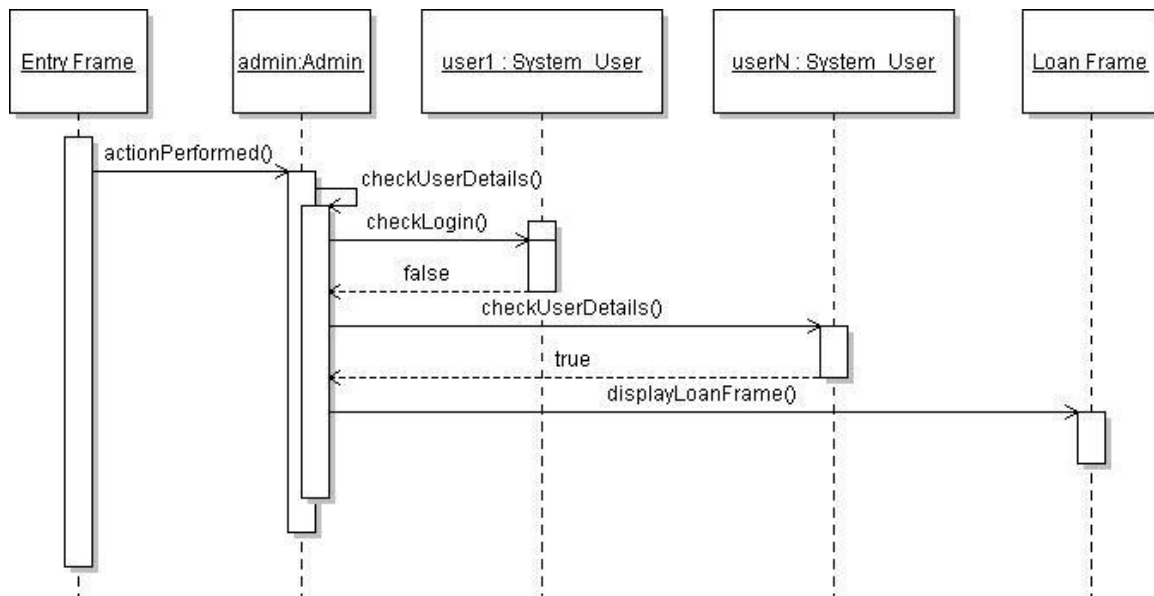 Entry Frame
admin:Admin
user1 : System_User
userN : System_User
Loan Frame
actionPerformed()
checkUserDetails()
checkLogin()
false
checkUserDetails()
true
displayLoanFrame()